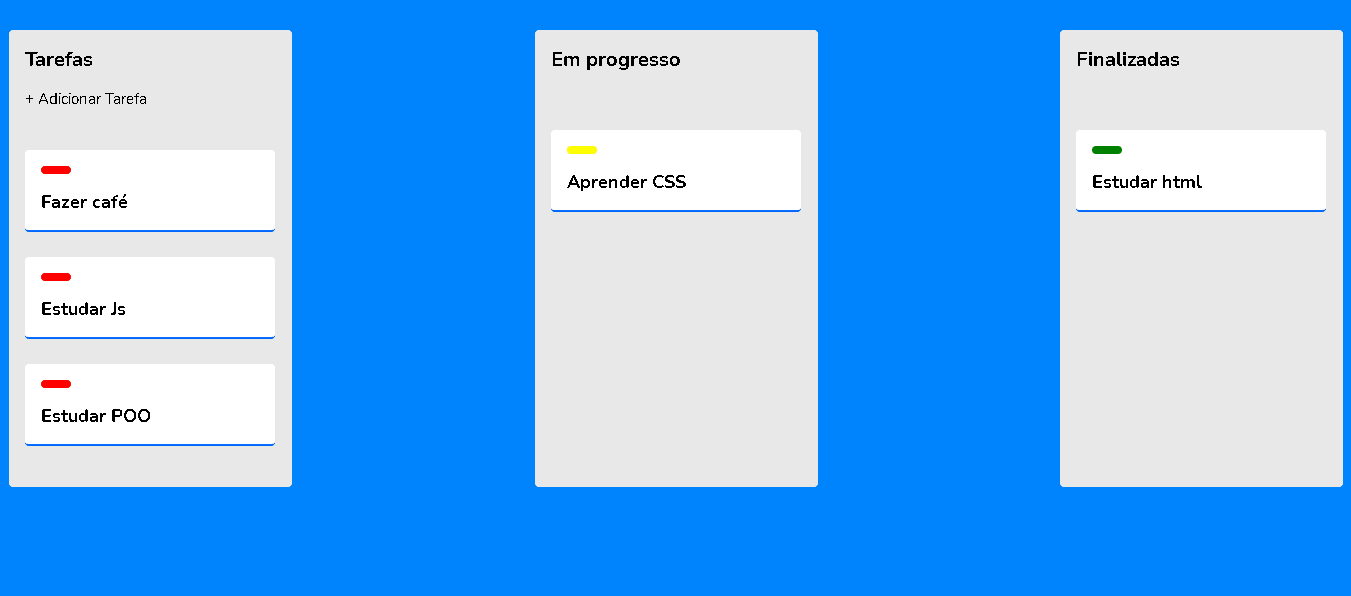 Tarefas
+ Adicionar Tarefa
Fazer café
Estudar Js
Estudar POO
Em progresso
Aprender CSS
Finalizadas
Estudar html